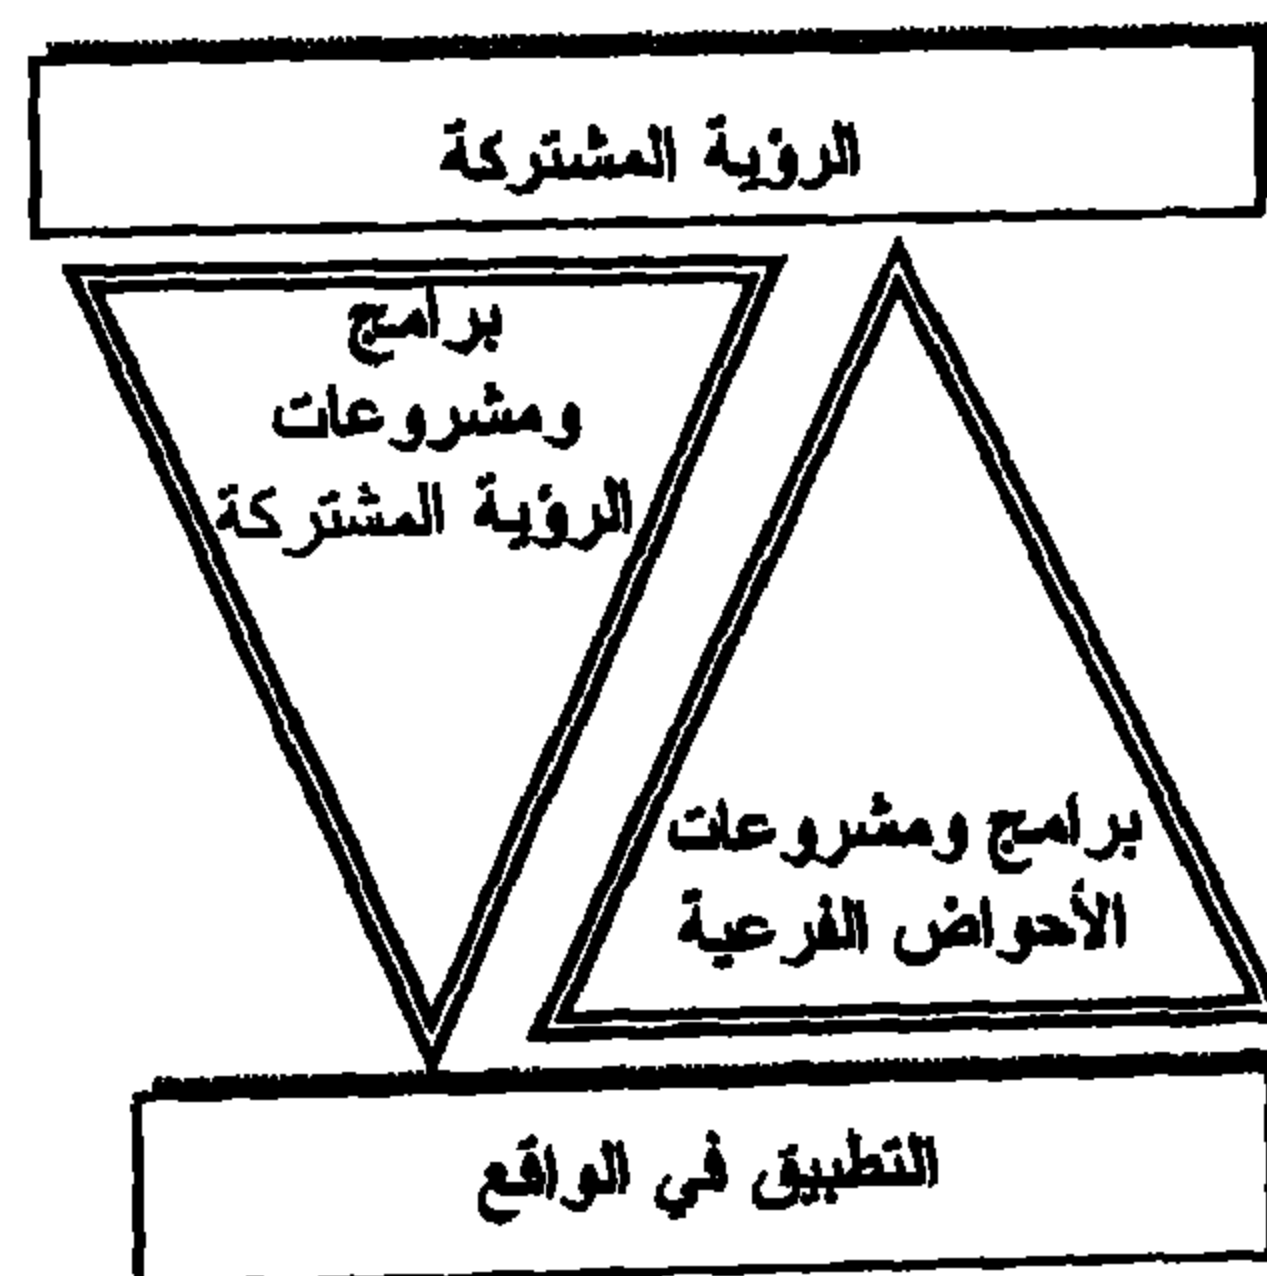 الرؤية المشتركة
برامج
ومشروعات
الرؤية المشتركة
برامج ومشروعات
الأحواض الفرعية
التطبيق في الواقع